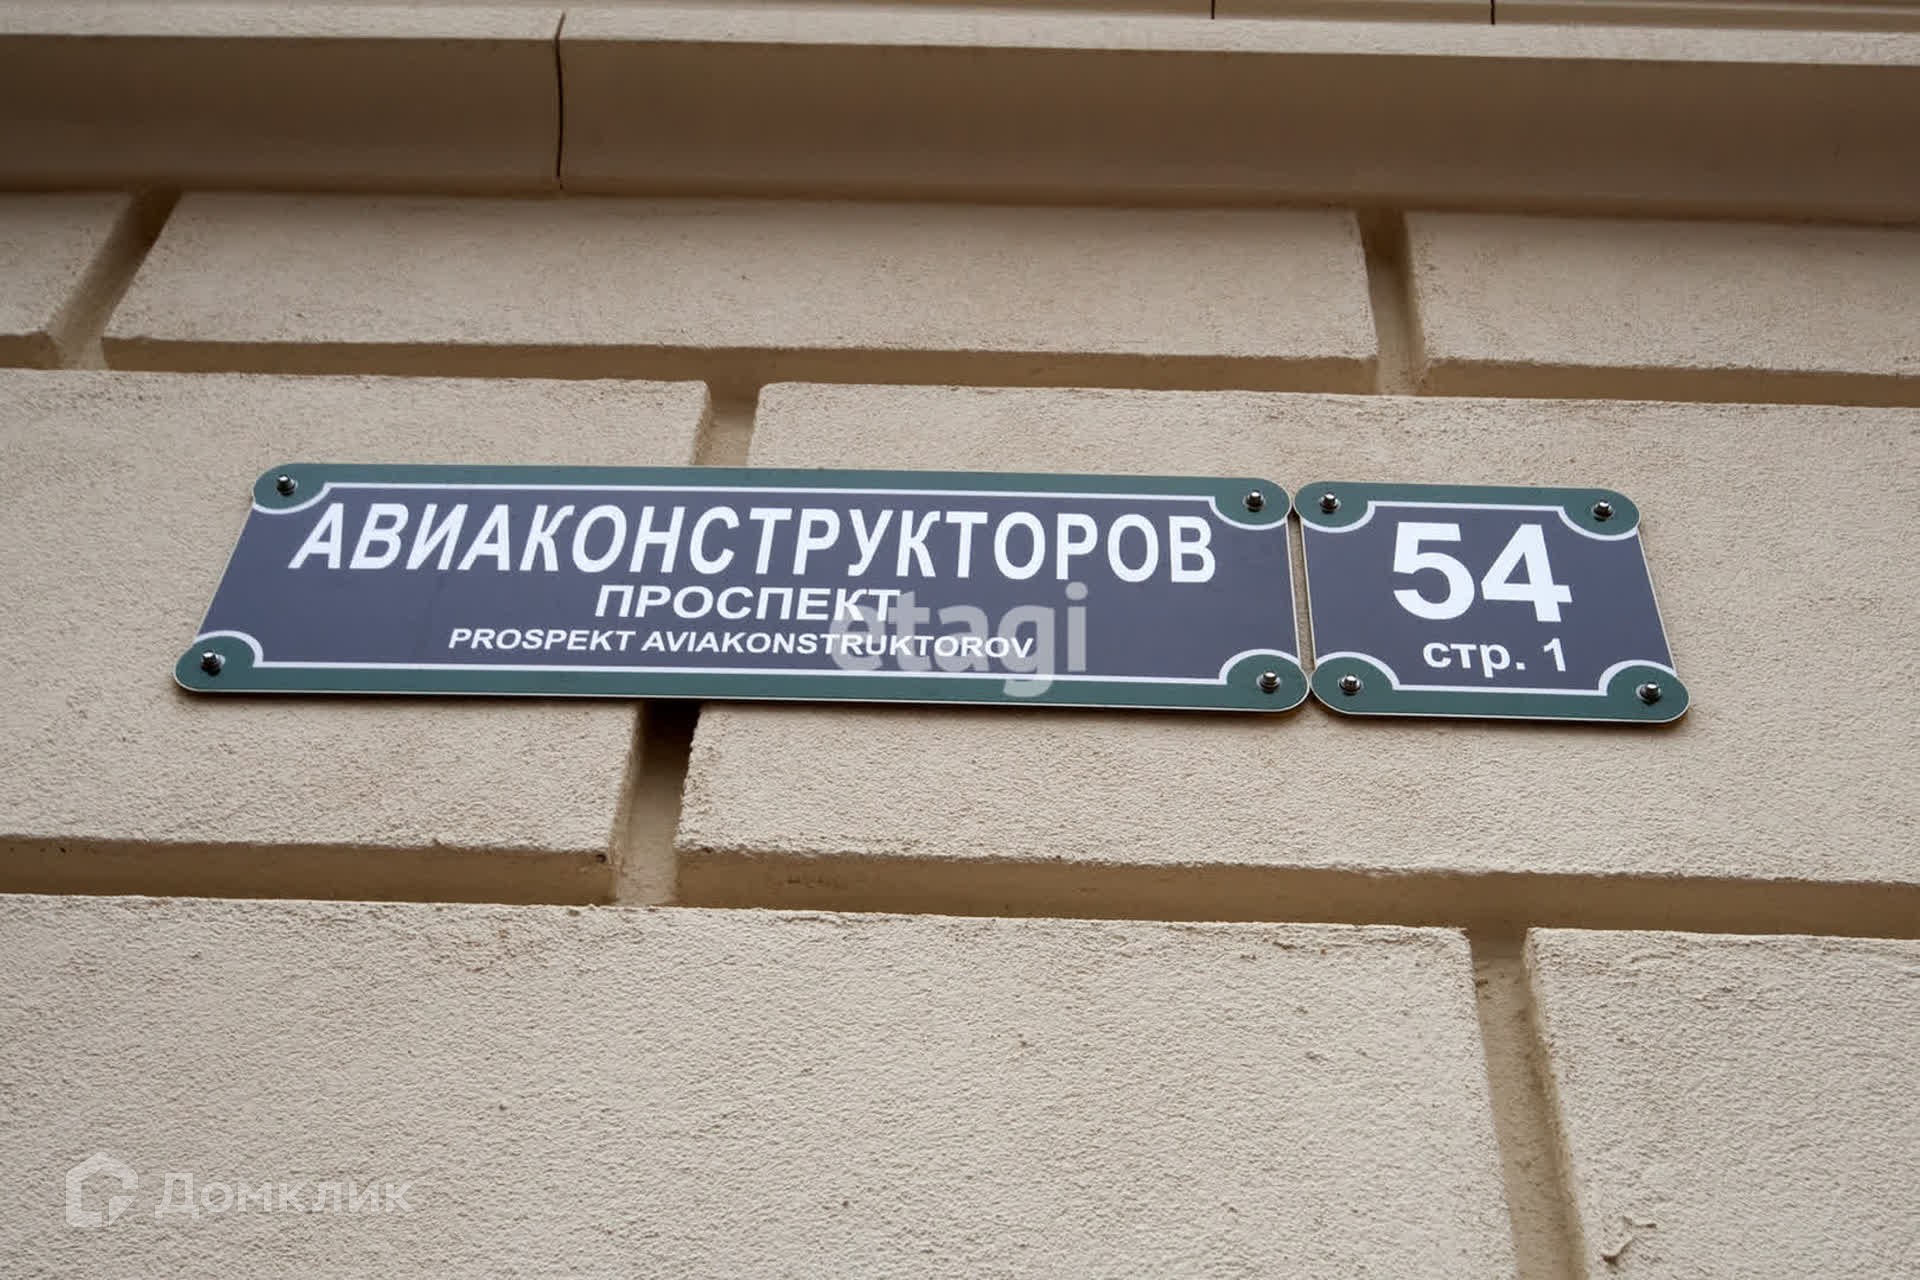 АВИАКОНСТРУКТОРОВ
ПРОСПЕКТ
PROSPEKT AVIAKONSTRUKTOROV
54
стр. 1
etagi
Домклик